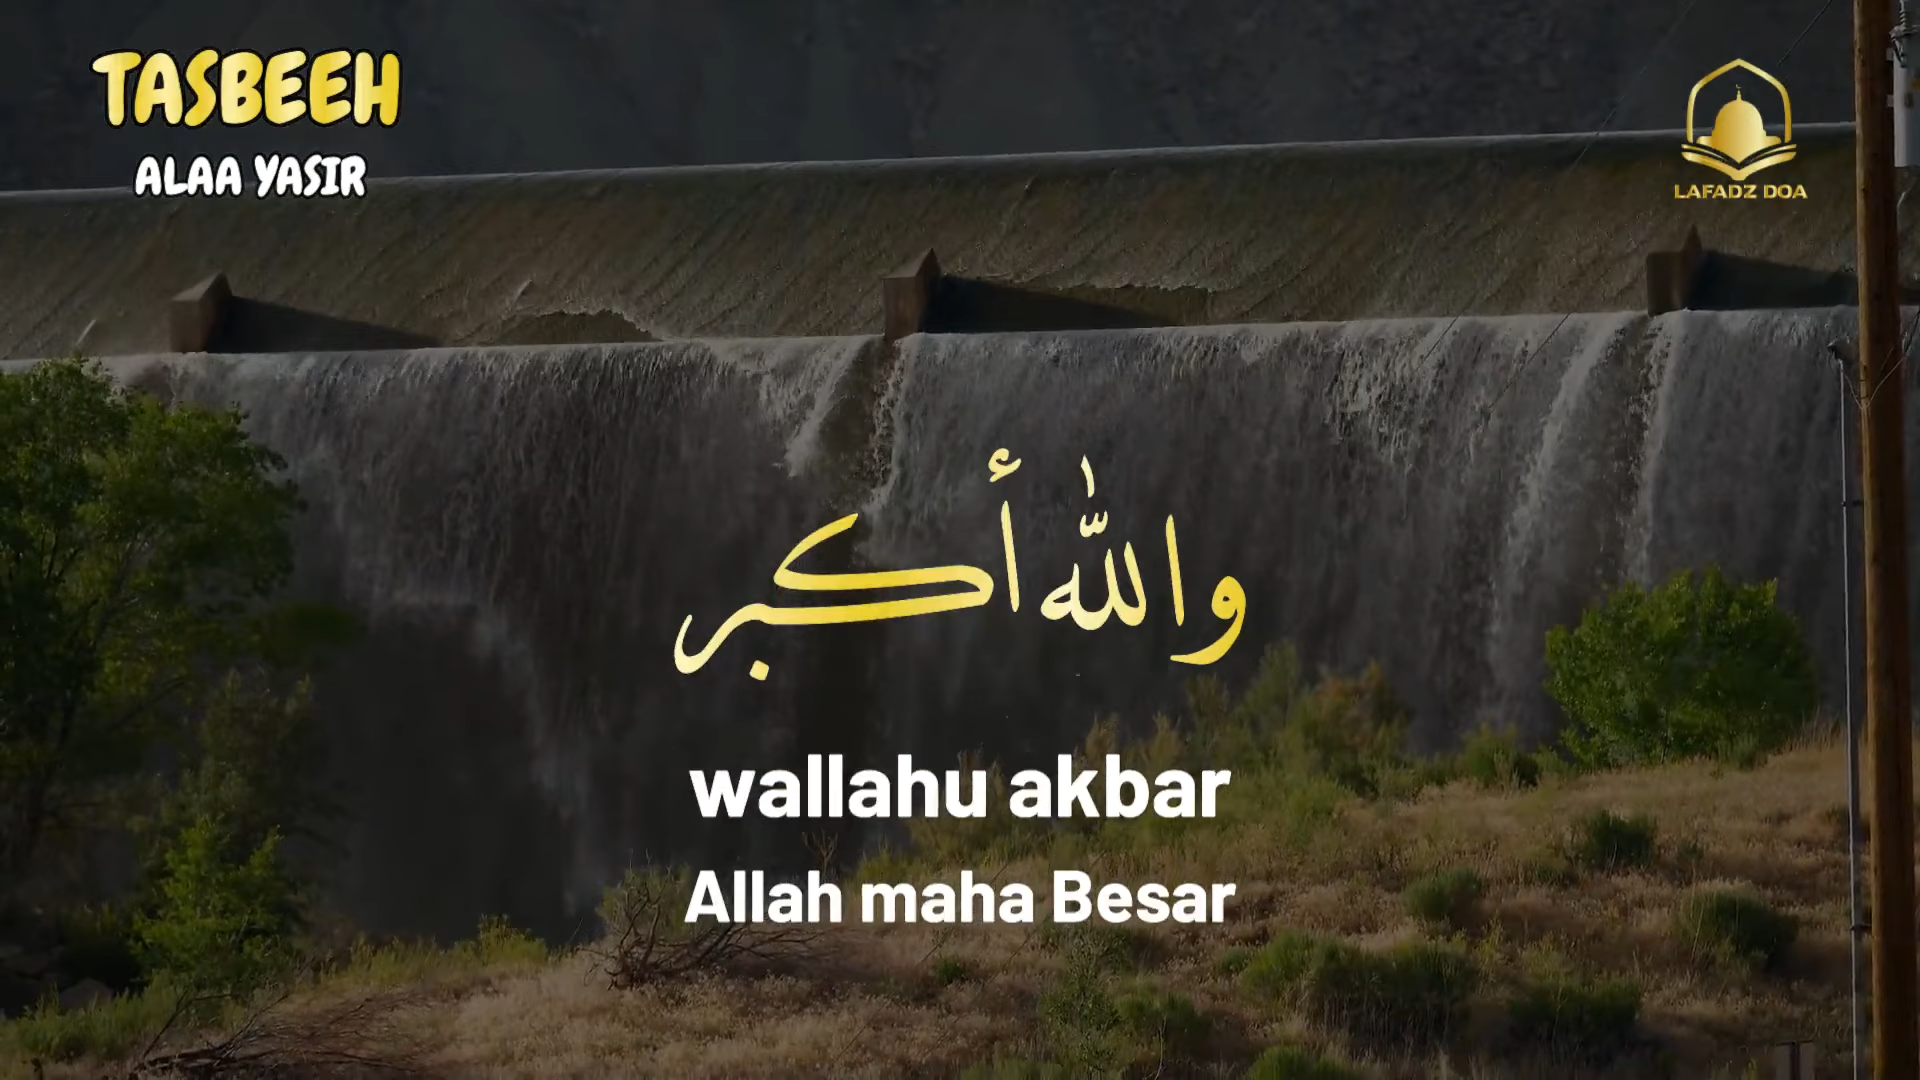 TASBEEH
ALAA YASIR
LAFADZ DOA
والله أكبر
wallahu akbar
Allah maha Besar